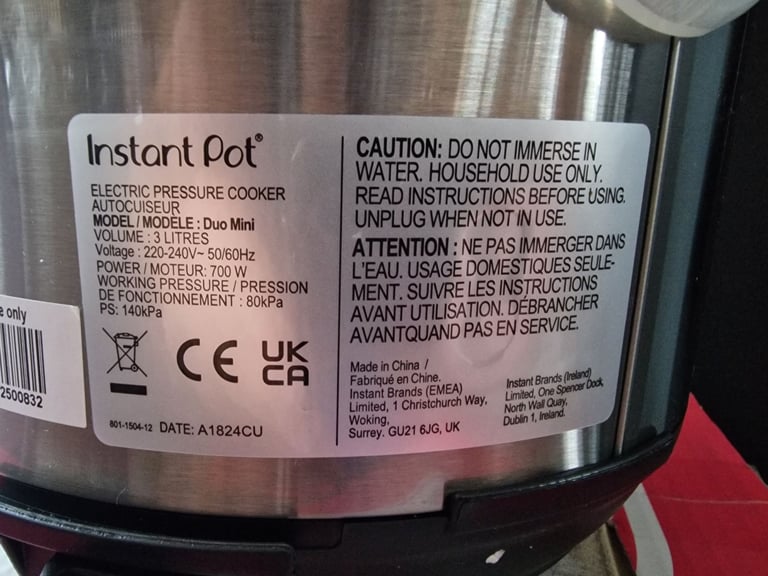 Instant Pot®
ELECTRIC PRESSURE COOKER
AUTOCUISEUR
MODEL / MODÈLE : Duo Mini
VOLUME : 3 LITRES
Voltage : 220-240V~ 50/60Hz
POWER / MOTEUR: 700 W
WORKING PRESSURE / PRESSION
DE FONCTIONNEMENT : 80kPa
PS: 140kPa
CE UK
CA
801-1504-12 DATE: A1824CU
CAUTION: DO NOT IMMERSE IN
WATER. HOUSEHOLD USE ONLY.
READ INSTRUCTIONS BEFORE USING.
UNPLUG WHEN NOT IN USE.
ATTENTION : NE PAS IMMERGER DANS
L'EAU. USAGE DOMESTIQUES SEULE-
MENT. SUIVRE LES INSTRUCTIONS
AVANT UTILISATION. DÉBRANCHER
AVANTQUAND PAS EN SERVICE.
Made in China /
Fabriqué en Chine.
Instant Brands (EMEA)
Limited, 1 Christchurch Way,
Woking,
Surrey. GU21 6JG, UK
Instant Brands (Ireland)
Limited, One Spencer Dock,
North Wall Quay,
Dublin 1, Ireland.
only
2500832